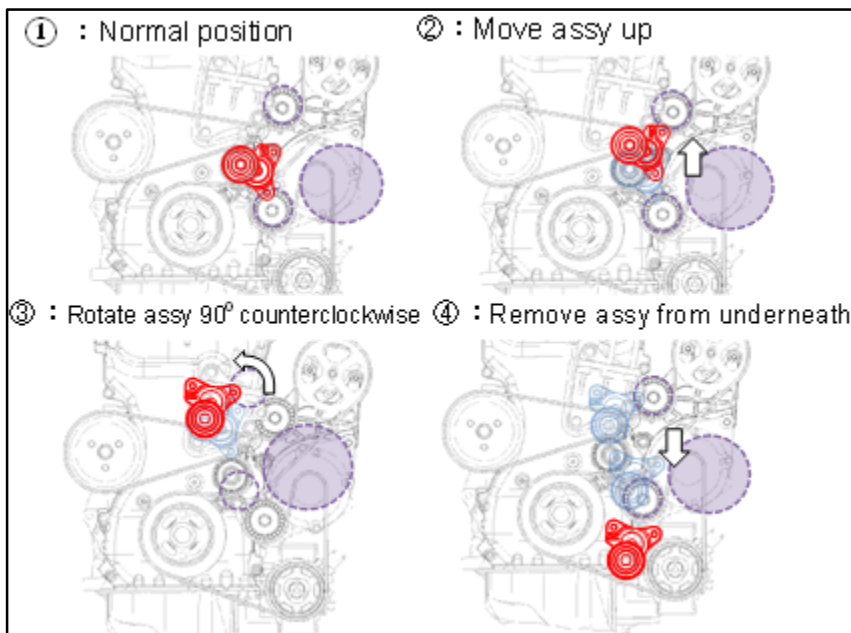 ① : Normal position
② : Move assy up
③ : Rotate assy 90° counterclockwise
④ : Remove assy from underneath